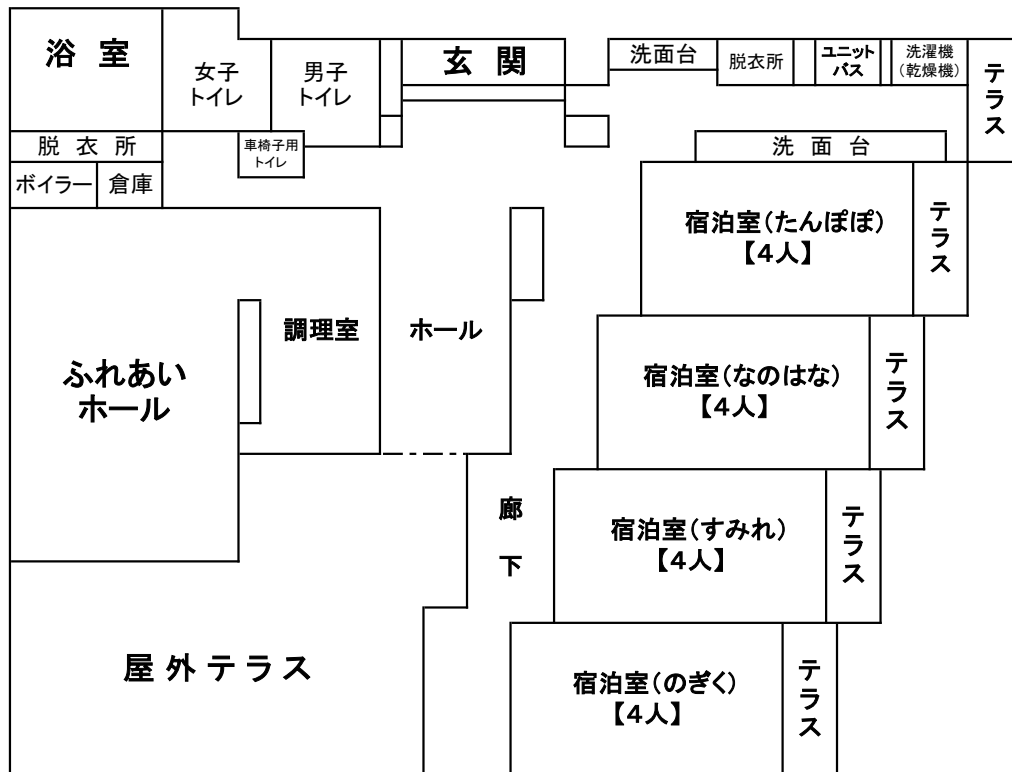 浴室
女子
トイレ
男子
トイレ
玄関
洗面台
脱衣所
ユニット
バス
洗濯機
(乾燥機)
テラス
脱衣所
車椅子用
トイレ
洗面台
ボイラー
倉庫
宿泊室(たんぽぽ)
【4人】
テラス
ふれあい
ホール
調理室
ホール
宿泊室(なのはな)
【4人】
テラス
廊下
宿泊室(すみれ)
【4人】
テラス
屋外テラス
宿泊室(のぎく)
【4人】
テラス